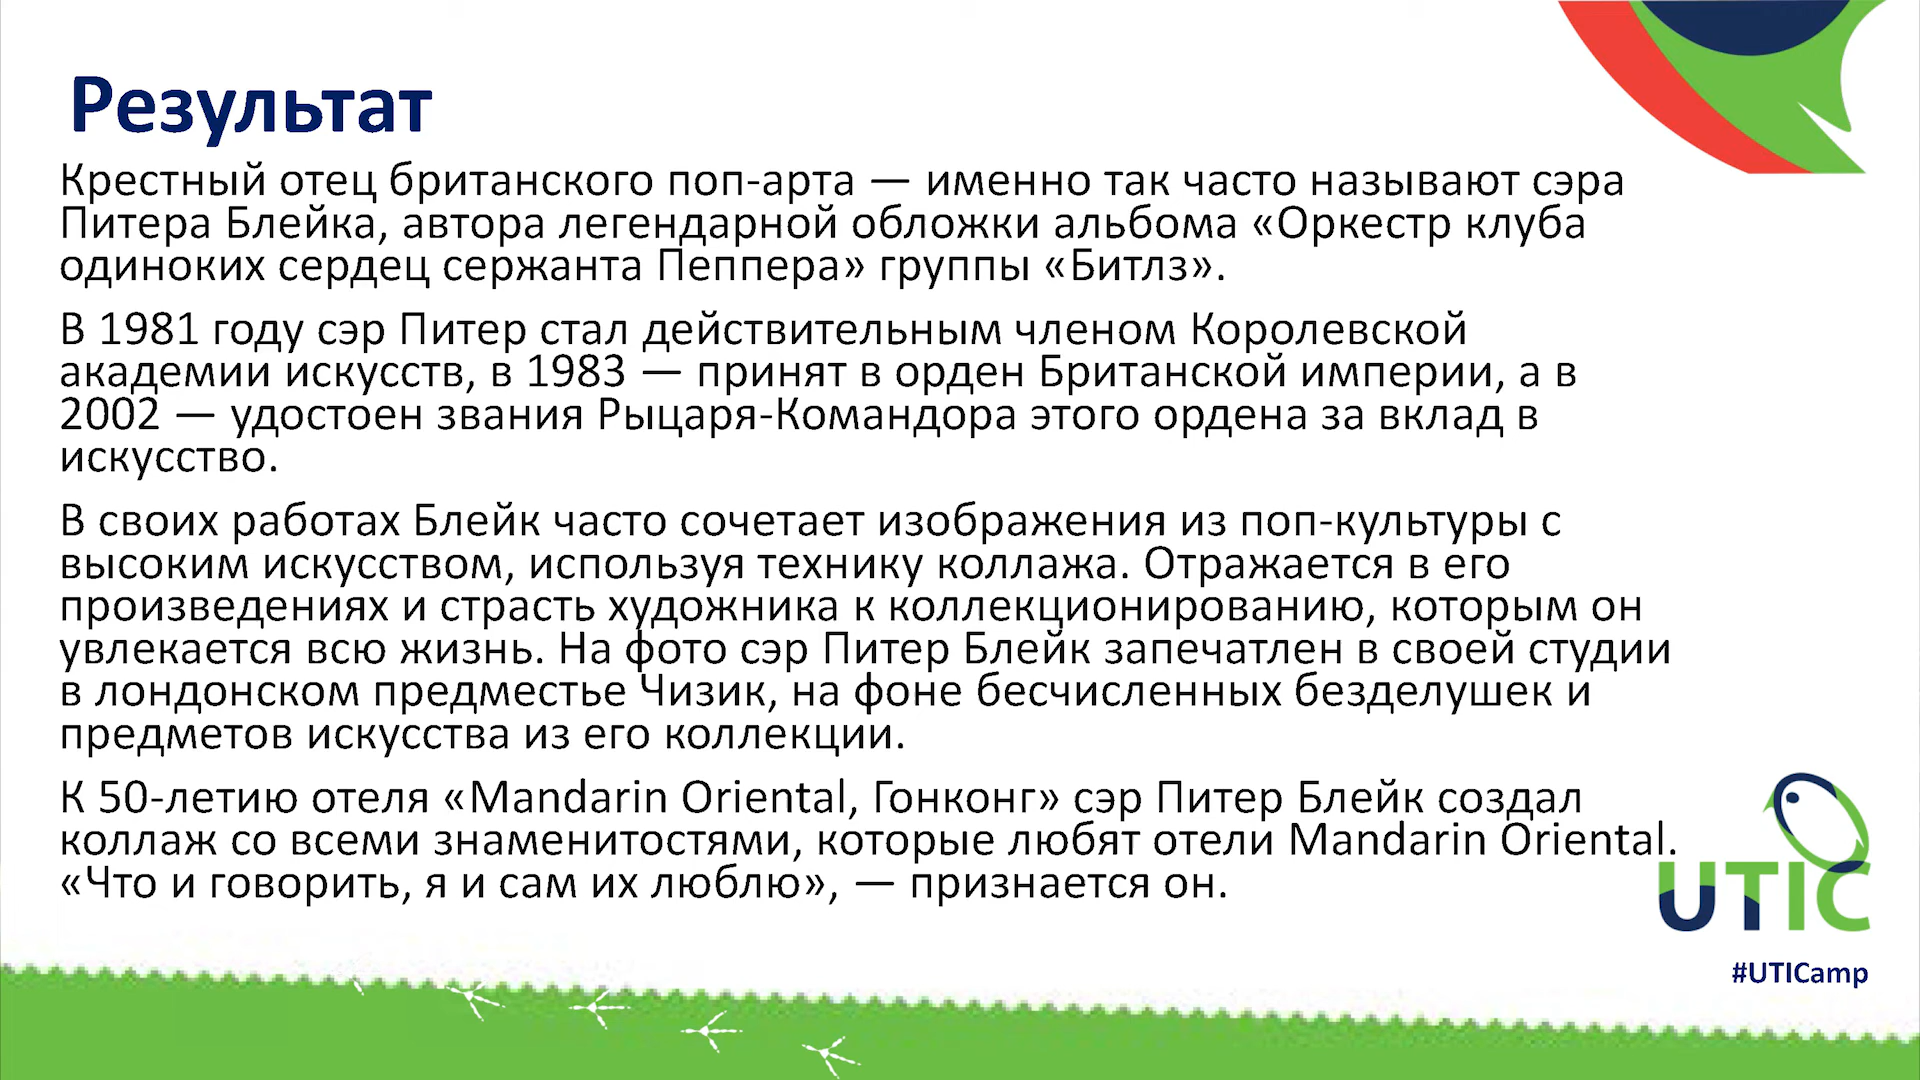 Результат
Крестный отец британского поп-арта — именно так часто называют сэра
Питера Блейка, автора легендарной обложки альбома «Оркестр клуба
одиноких сердец сержанта Пеппера» группы «Битлз».
В 1981 году сэр Питер стал действительным членом Королевской
академии искусств, в 1983 — принят в орден Британской империи, а в
2002 — удостоен звания Рыцаря-Командора этого ордена за вклад в
искусство.
В своих работах Блейк часто сочетает изображения из поп-культуры с
высоким искусством, используя технику коллажа. Отражается в его
произведениях и страсть художника к коллекционированию, которым он
увлекается всю жизнь. На фото сэр Питер Блейк запечатлен в своей студии
в лондонском предместье Чизик, на фоне бесчисленных безделушек и
предметов искусства из его коллекции.
К 50-летию отеля «Mandarin Oriental, Гонконг» сэр Питер Блейк создал
коллаж со всеми знаменитостями, которые любят отели Mandarin Oriental.
«Что и говорить, я и сам их люблю», — признается он.
UTIC
#UTICamp